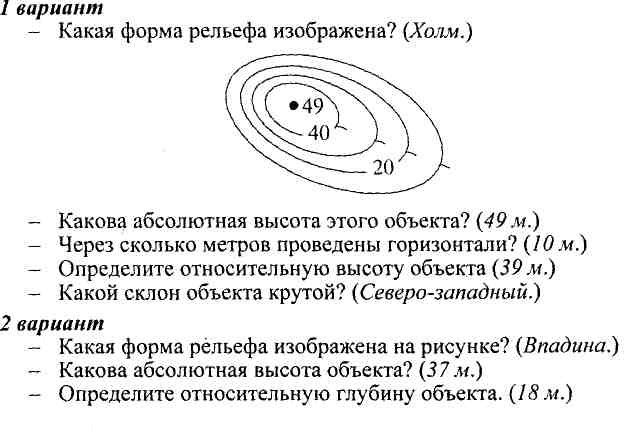 1 вариант
– Какая форма рельефа изображена? (Холм.)
49
40
20
– Какова абсолютная высота этого объекта? (49 м.)
– Через сколько метров проведены горизонтали? (10 м.)
– Определите относительную высоту объекта (39 м.)
– Какой склон объекта крутой? (Северо-западный.)
2 вариант
– Какая форма рельефа изображена на рисунке? (Впадина.)
– Какова абсолютная высота объекта? (37 м.)
– Определите относительную глубину объекта. (18 м.)